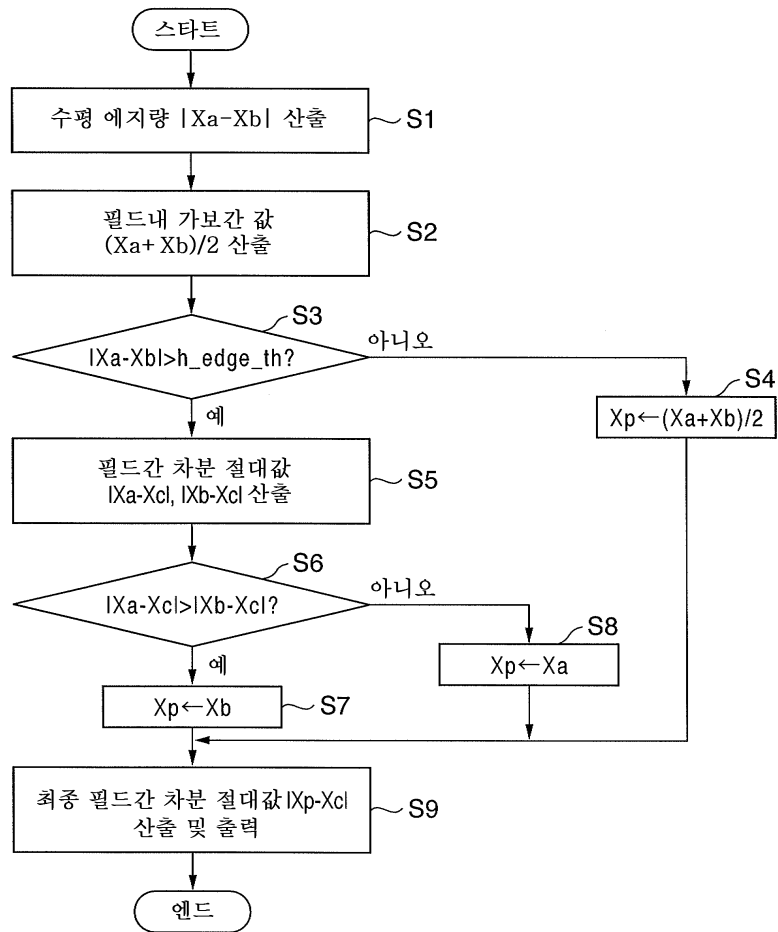 스타트
수평 에지량 |Xa-Xb| 산출
S1
필드내 가보간 값
(Xa+Xb)/2 산출
S2
S3
|Xa-Xb|>h_edge_th?
아니오
예
S4
Xp←(Xa+Xb)/2
필드간 차분 절대값
|Xa-Xc|, |Xb-Xc| 산출
S5
S6
|Xa-Xc|>|Xb-Xc|?
아니오
예
S8
Xp←Xa
Xp←Xb
S7
최종 필드간 차분 절대값 |Xp-Xc|
산출 및 출력
S9
엔드